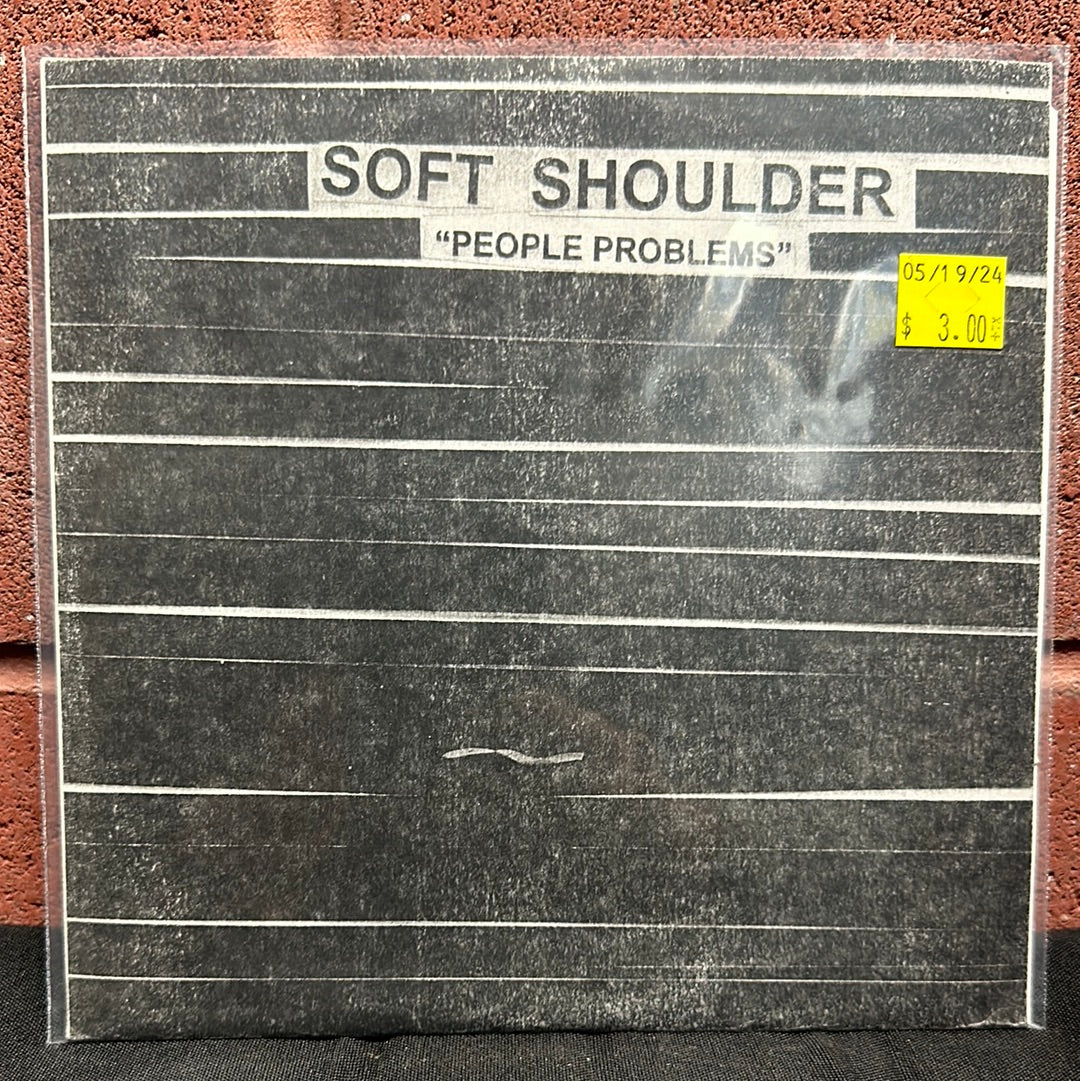 SOFT SHOULDER
“PEOPLE PROBLEMS”
05/19/24
$ 3.00